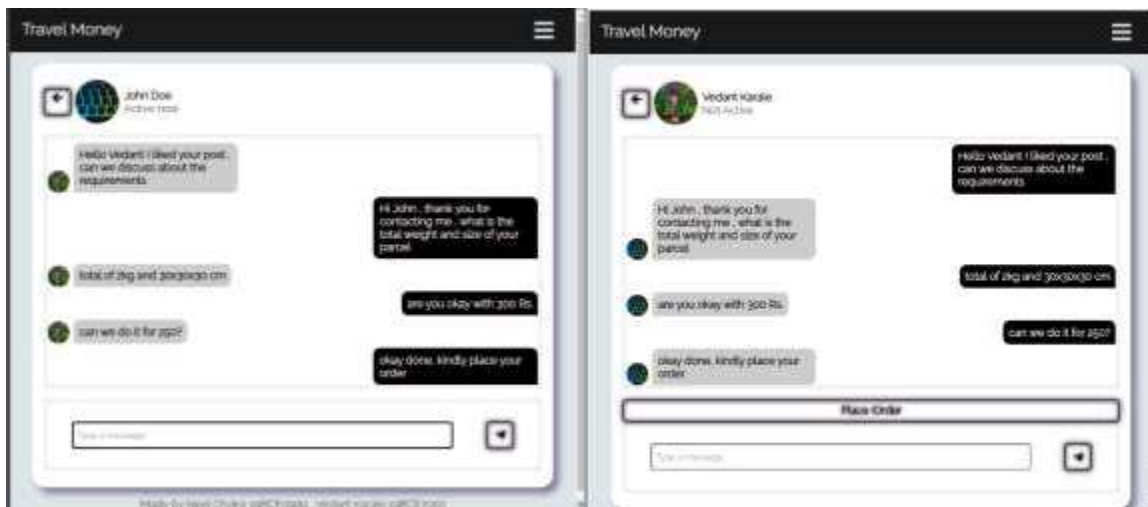 Travel Money
John Doe
Active now
Hello Vedant I liked your post ,
can we discuss about the
requirements
Hi John , thank you for
contacting me , what is the
total weight and size of your
parcel
total of 2kg and 30x30x30 cm
are you okay with 300 Rs.
can we do it for 250?
okay done, kindly place your
order
Type a message
Made by
Vedant Karale
Travel Money
Vedant Karale
Not Active
Hello Vedant I liked your post ,
can we discuss about the
requirements
Hi John , thank you for
contacting me , what is the
total weight and size of your
parcel
total of 2kg and 30x30x30 cm
are you okay with 300 Rs.
can we do it for 250?
okay done, kindly place your
order
Place Order
Type a message